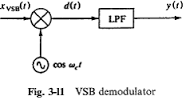 x_VSB(t) d(t) LPF y(t)
cos ω_c t
Fig. 3-11 VSB demodulator